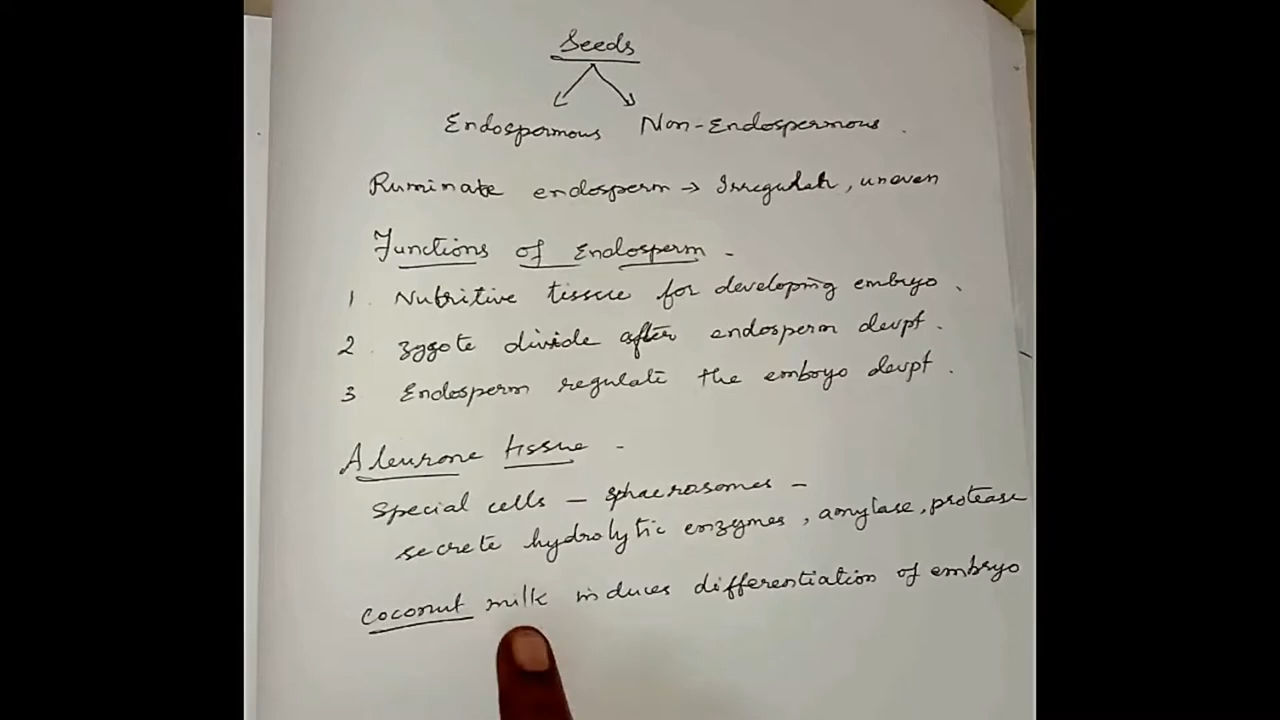 Seeds
Endospermous Non-Endospermous.
Ruminate endosperm → Irregular, uneven
Functions of Endosperm -
1. Nutritive tissue for developing embryo.
2. Zygote divide after endosperm devpt.
3 Endosperm regulate the embryo devpt.
Aleurone tissue -
Special cells - sphaerosomes -
secrete hydrolytic enzymes, amylase, protease
Coconut milk induces differentiation of embryo